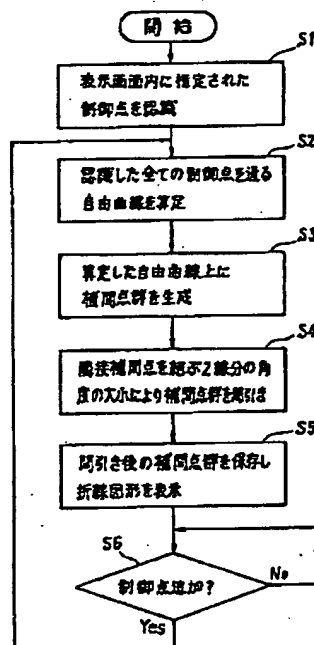 開始
S1
表示画面内に指定された
制御点を認識
S2
認識した全ての制御点を通る
自由曲線を算定
S3
算定した自由曲線上に
補間点群を生成
S4
隣接補間点を結ぶ2線分の角
度の大小により補間点群を間引き
S5
間引き後の補間点群を保存し
折線図形を表示
S6
制御点追加?
No
Yes